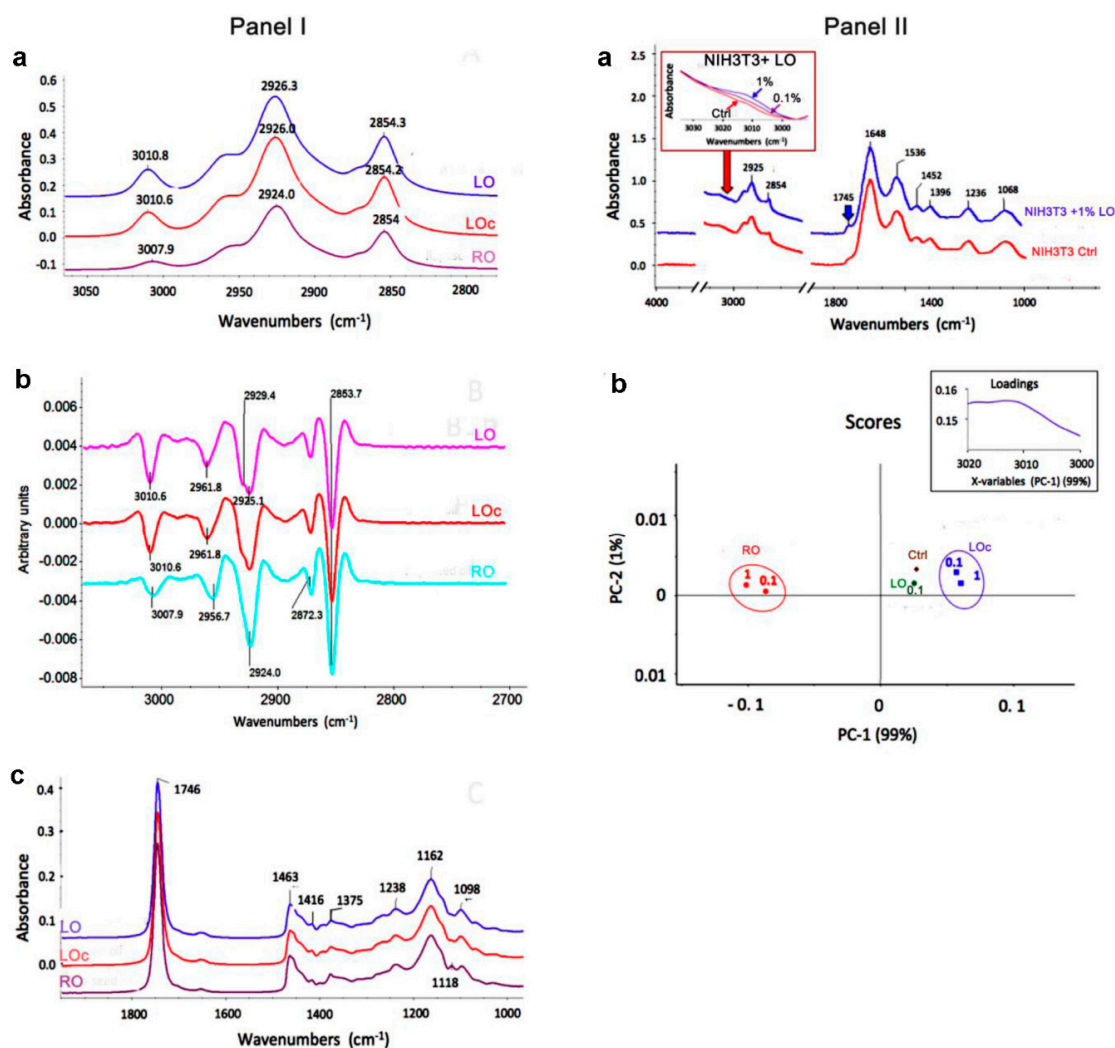 Panel I
a
Absorbance
0.6
0.5
0.4
0.3
0.2
0.1
0.0
-0.1
2926.3
2926.0
2924.0
2854.3
2854.2
2854
3010.8
3010.6
3007.9
LO
LOc
RO
3050 3000 2950 2900 2850 2800
Wavenumbers (cm-1)
b
Arbitrary units
0.006
0.004
0.002
0.000
-0.002
-0.004
-0.006
-0.008
2929.4
2853.7
LO
3010.6
2961.8
2925.1
LOc
3010.6
2961.8
RO
3007.9
2956.7
2872.3
2924.0
3000 2900 2800 2700
Wavenumbers (cm-1)
c
Absorbance
0.4
0.3
0.2
0.1
0.0
1746
1463
1416
1375
1238
1162
1098
1118
LO
LOc
RO
1800 1600 1400 1200 1000
Wavenumbers (cm-1)
Panel II
a
Absorbance
2.5
2.0
1.5
1.0
0.5
0.0
NIH3T3+ LO
Absorbance
1%
0.1%
Ctrl
3030 3020 3010 3000
Wavenumbers (cm-1)
2925
2854
1745
1648
1536
1452
1396
1236
1068
NIH3T3 +1% LO
NIH3T3 Ctrl
4000 3000 1740 1400 1000
Wavenumbers (cm-1)
b
Scores
Loadings
0.16
0.15
3020 3010 3000
X-variables (PC-1) (99%)
PC-2 (1%)
0.01
0
0.01
RO
1 0.1
Ctrl
LO 0.1
LOc
0.1
1
- 0. 1 0 0. 1
PC-1 (99%)